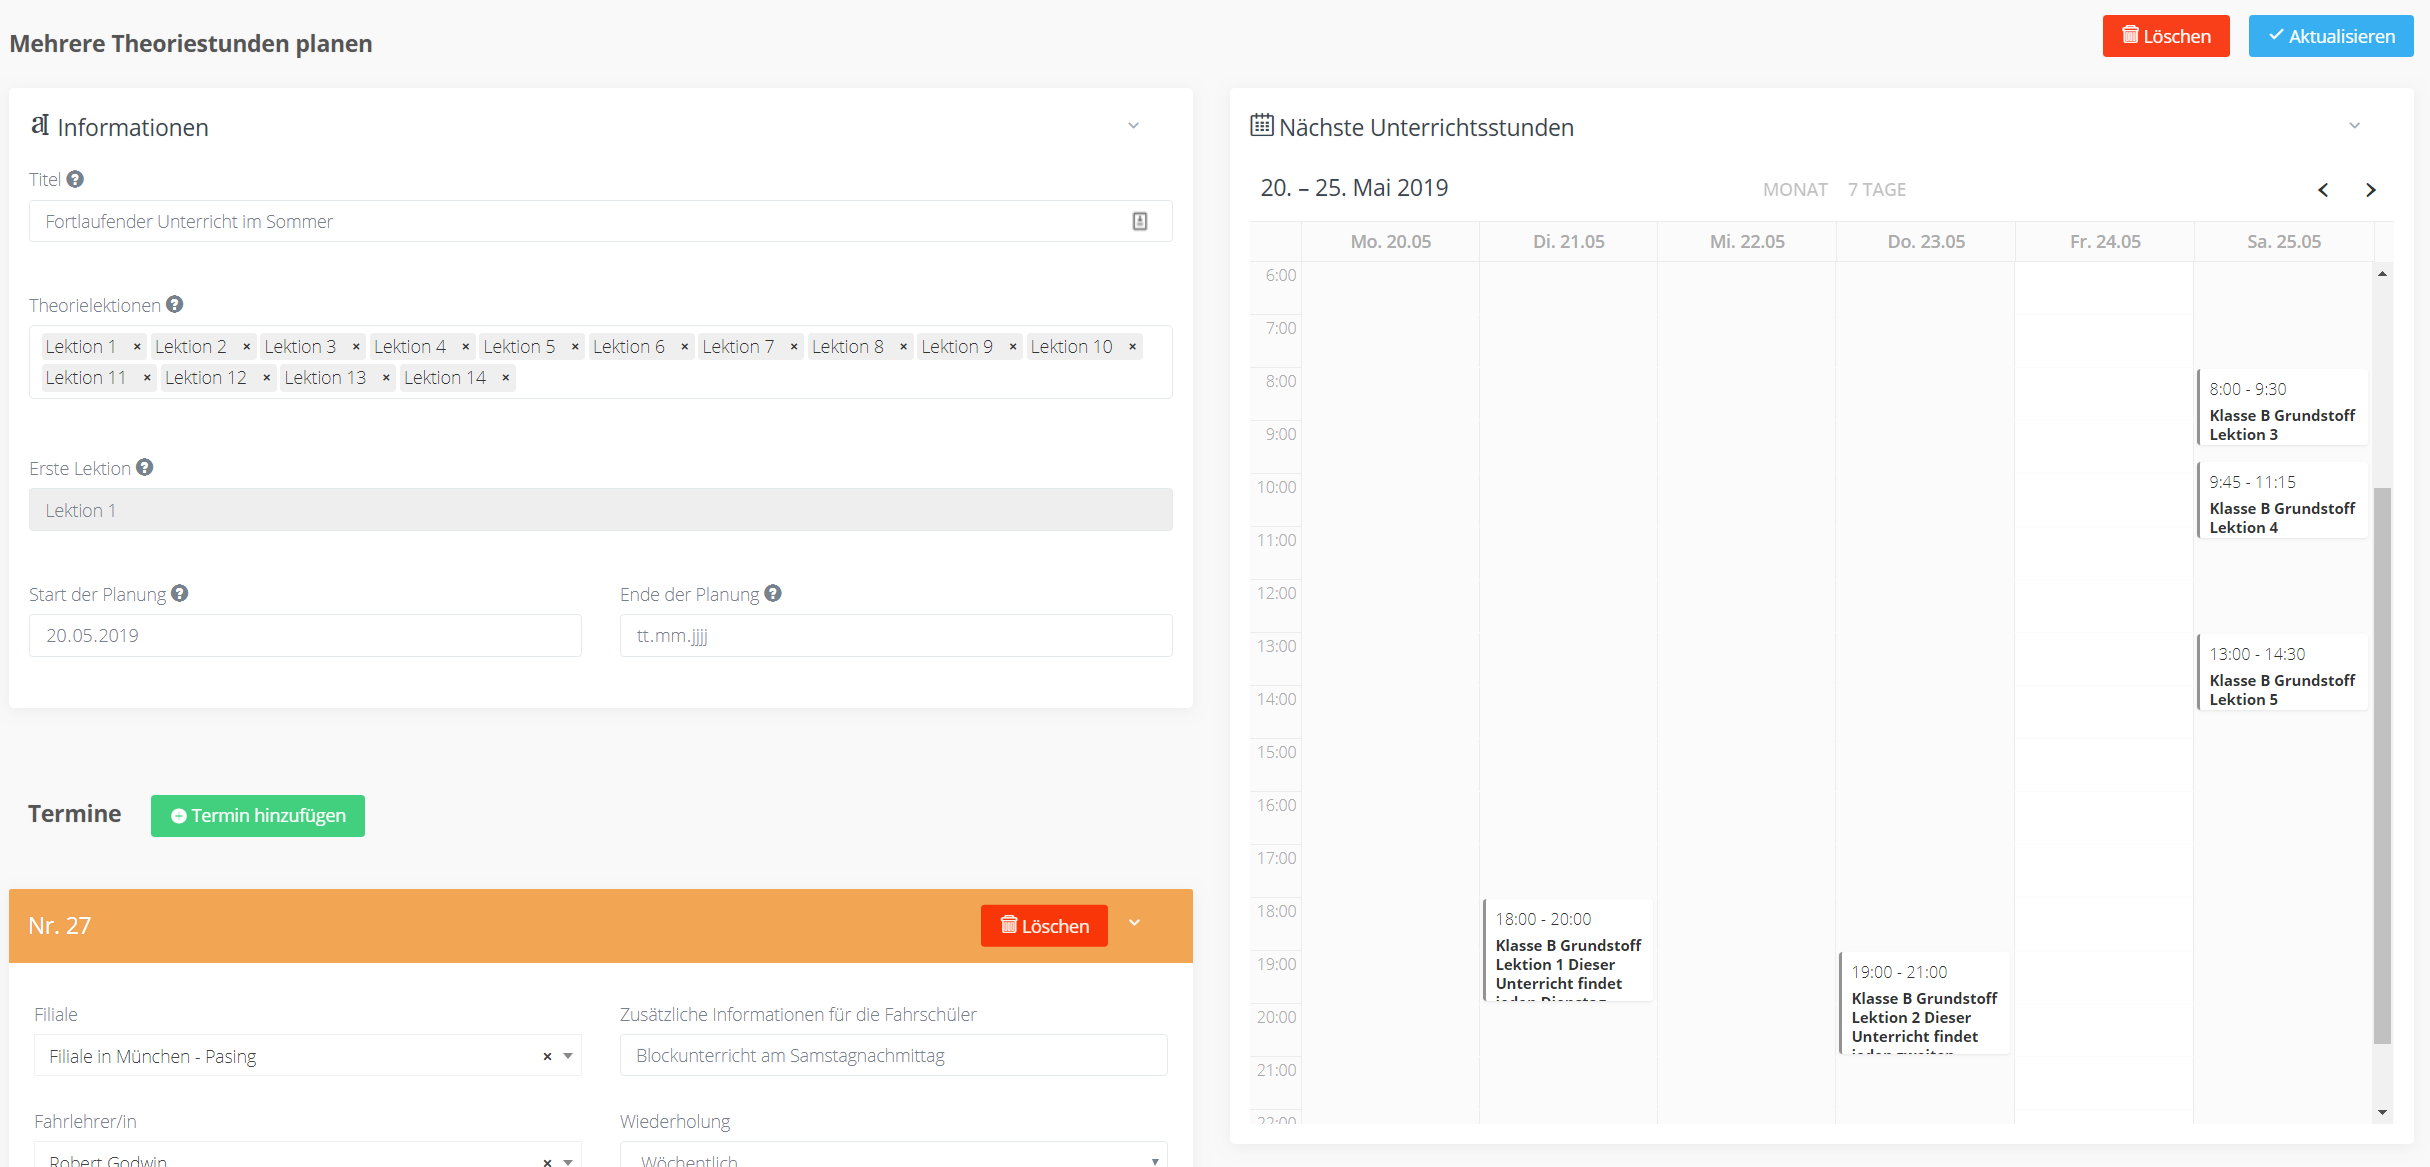 Mehrere Theoriestunden planen
Löschen
Aktualisieren
Informationen
Titel
Fortlaufender Unterricht im Sommer
Theorielektionen
Lektion 1 × Lektion 2 × Lektion 3 × Lektion 4 × Lektion 5 × Lektion 6 × Lektion 7 × Lektion 8 × Lektion 9 × Lektion 10 ×
Lektion 11 × Lektion 12 × Lektion 13 × Lektion 14 ×
Erste Lektion
Lektion 1
Start der Planung
Ende der Planung
20.05.2019
tt.mm.jjjj
Termine
Termin hinzufügen
Nr. 27
Löschen
Filiale
Zusätzliche Informationen für die Fahrschüler
Filiale in München - Pasing ×
Blockunterricht am Samstagnachmittag
Fahrlehrer/in
Wiederholung
Robert Godwin ×
Wöchentlich
Nächste Unterrichtsstunden
20. – 25. Mai 2019
MONAT 7 TAGE
Mo. 20.05 Di. 21.05 Mi. 22.05 Do. 23.05 Fr. 24.05 Sa. 25.05
6:00
7:00
8:00
9:00
10:00
11:00
12:00
13:00
14:00
15:00
16:00
17:00
18:00
19:00
20:00
21:00
22:00
18:00 - 20:00
Klasse B Grundstoff
Lektion 1 Dieser
Unterricht findet
jeden Dienstag
19:00 - 21:00
Klasse B Grundstoff
Lektion 2 Dieser
Unterricht findet
jeden zweiten
8:00 - 9:30
Klasse B Grundstoff
Lektion 3
9:45 - 11:15
Klasse B Grundstoff
Lektion 4
13:00 - 14:30
Klasse B Grundstoff
Lektion 5